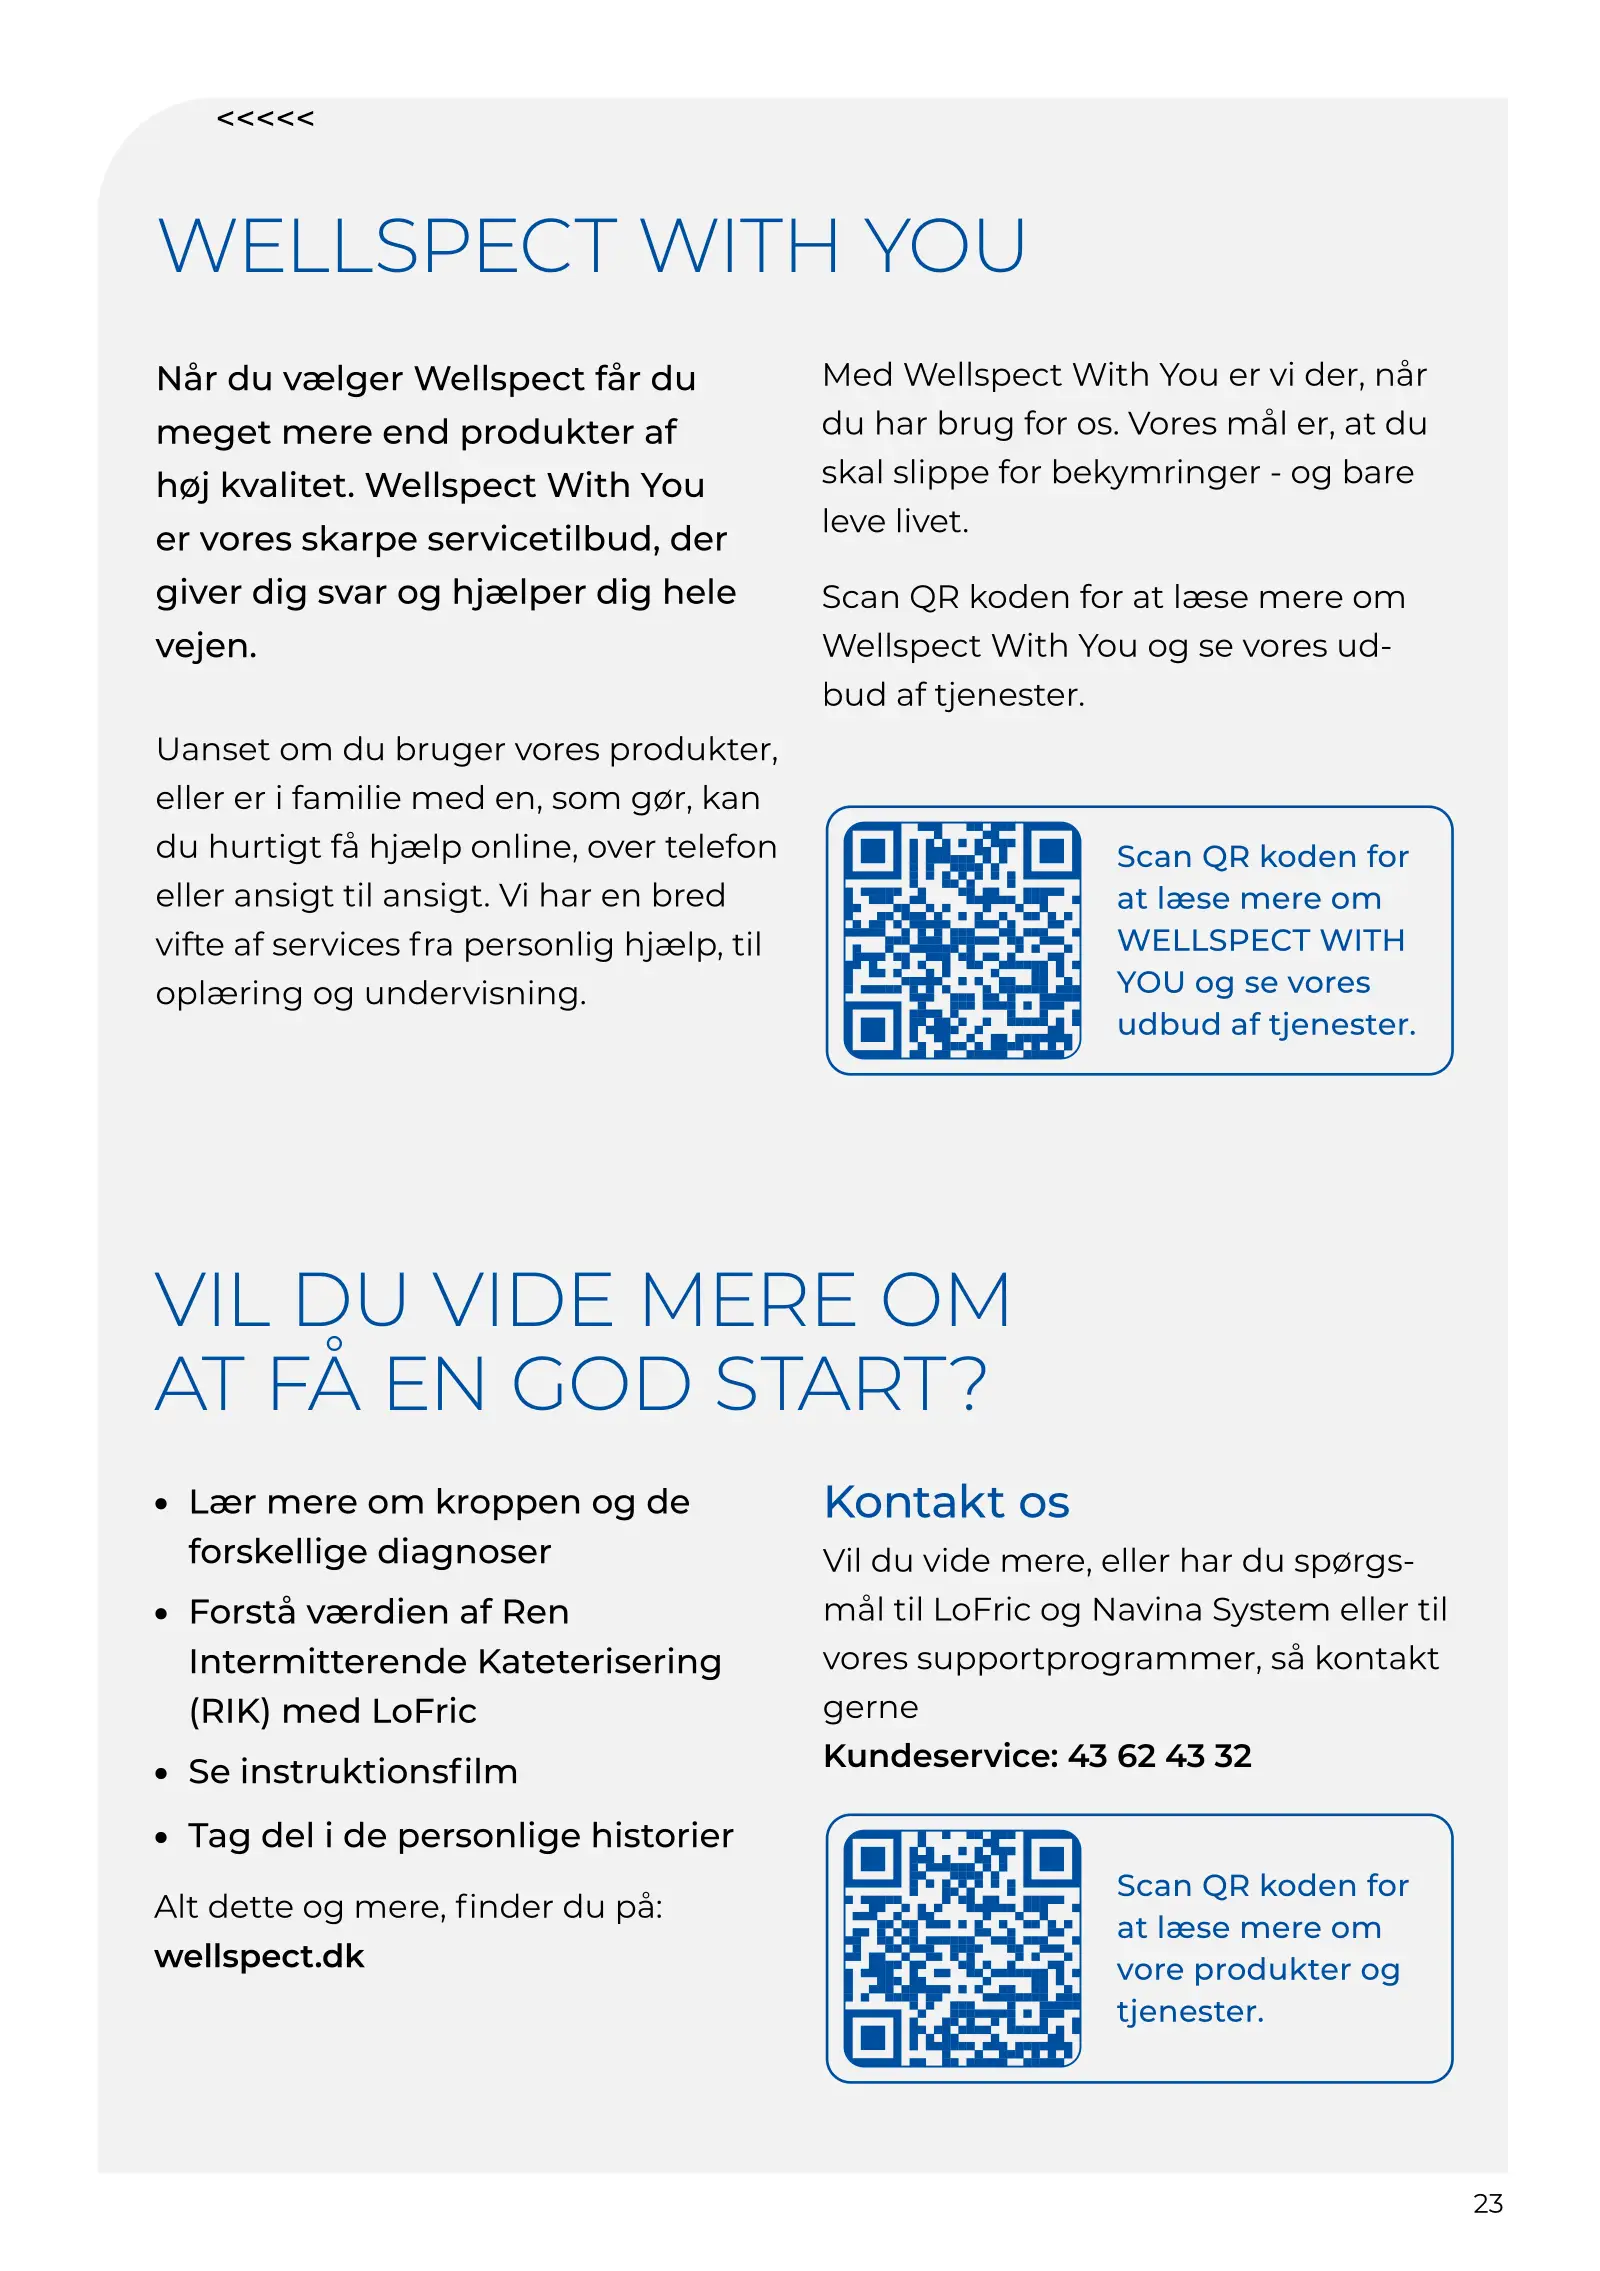 <<<<<
WELLSPECT WITH YOU
Når du vælger Wellspect får du
meget mere end produkter af
høj kvalitet. Wellspect With You
er vores skarpe servicetilbud, der
giver dig svar og hjælper dig hele
vejen.
Uanset om du bruger vores produkter,
eller er i familie med en, som gør, kan
du hurtigt få hjælp online, over telefon
eller ansigt til ansigt. Vi har en bred
vifte af services fra personlig hjælp, til
oplæring og undervisning.
Med Wellspect With You er vi der, når
du har brug for os. Vores mål er, at du
skal slippe for bekymringer - og bare
leve livet.
Scan QR koden for at læse mere om
Wellspect With You og se vores ud-
bud af tjenester.
Scan QR koden for
at læse mere om
WELLSPECT WITH
YOU og se vores
udbud af tjenester.
VIL DU VIDE MERE OM
AT FÅ EN GOD START?
• Lær mere om kroppen og de
forskellige diagnoser
• Forstå værdien af Ren
Intermitterende Kateterisering
(RIK) med LoFric
• Se instruktionsfilm
• Tag del i de personlige historier
Alt dette og mere, finder du på:
wellspect.dk
Kontakt os
Vil du vide mere, eller har du spørgs-
mål til LoFric og Navina System eller til
vores supportprogrammer, så kontakt
gerne
Kundeservice: 43 62 43 32
Scan QR koden for
at læse mere om
vore produkter og
tjenester.
23